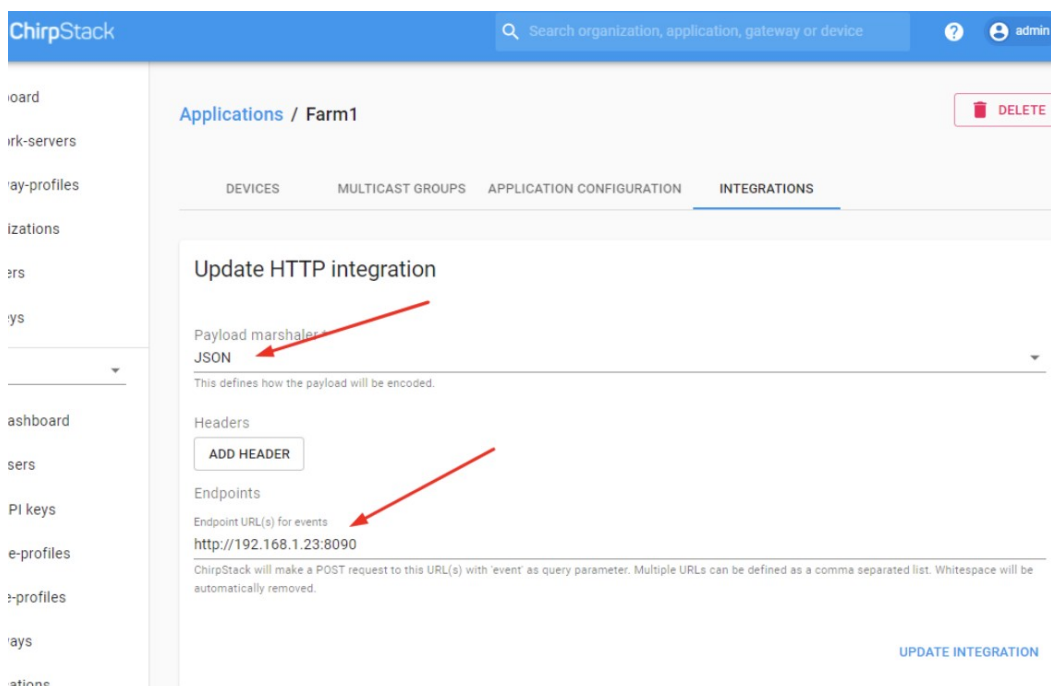 ChirpStack
Search organization, application, gateway or device
? admin
Applications / Farm1
DELETE
DEVICES MULTICAST GROUPS APPLICATION CONFIGURATION INTEGRATIONS
Update HTTP integration
Payload marshaler
JSON
This defines how the payload will be encoded.
Headers
ADD HEADER
Endpoints
Endpoint URL(s) for events
http://192.168.1.23:8090
ChirpStack will make a POST request to this URL(s) with 'event' as query parameter. Multiple URLs can be defined as a comma separated list. Whitespace will be
automatically removed.
UPDATE INTEGRATION
oard
ork-servers
ay-profiles
izations
ers
eys
ashboard
sers
PI keys
e-profiles
e-profiles
ays
ations